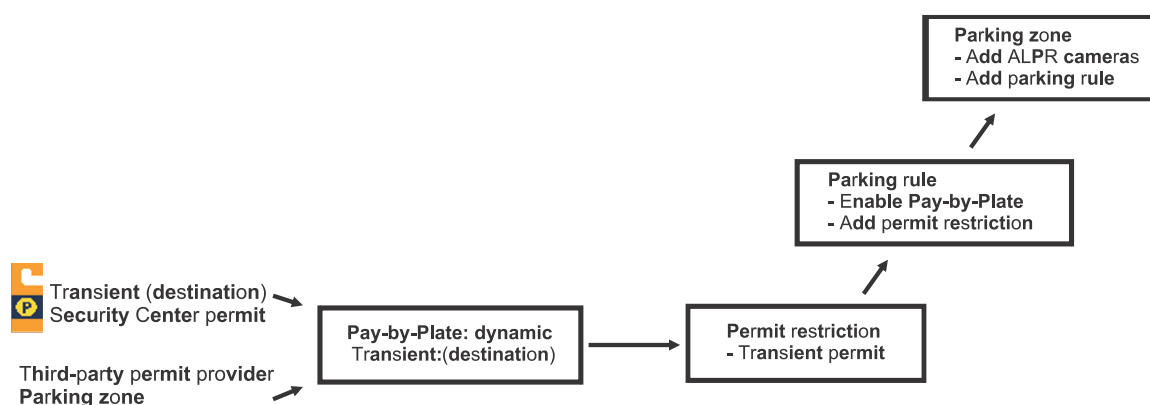 Parking zone
- Add ALPR cameras
- Add parking rule
Parking rule
- Enable Pay-by-Plate
- Add permit restriction
P
Transient (destination)
Security Center permit
Pay-by-Plate: dynamic
Transient:(destination)
Permit restriction
- Transient permit
Third-party permit provider
Parking zone